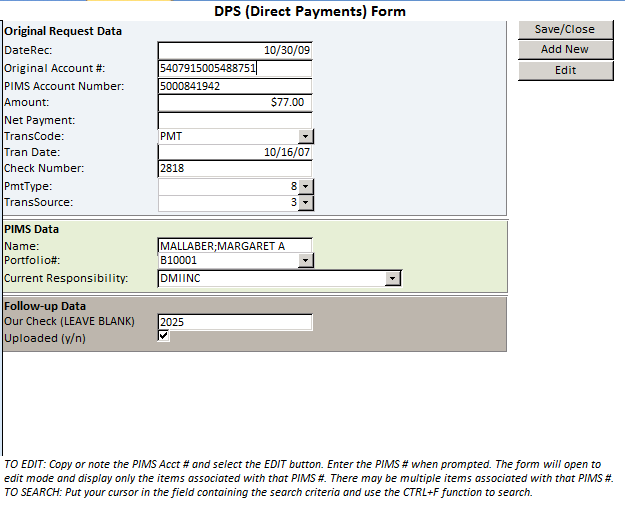 DPS (Direct Payments) Form
Original Request Data
Save/Close
DateRec: 10/30/09
Add New
Original Account #: 5407915005488751
Edit
PIMS Account Number: 5000841942
Amount: $77.00
Net Payment:
TransCode: PMT
Tran Date: 10/16/07
Check Number: 2818
PmtType: 8
TransSource: 3
PIMS Data
Name: MALLABER;MARGARET A
Portfolio#: B10001
Current Responsibility: DMIINC
Follow-up Data
Our Check (LEAVE BLANK) 2025
Uploaded (y/n)
TO EDIT: Copy or note the PIMS Acct # and select the EDIT button. Enter the PIMS # when prompted. The form will open to
edit mode and display only the items associated with that PIMS #. There may be multiple items associated with that PIMS #.
TO SEARCH: Put your cursor in the field containing the search criteria and use the CTRL+F function to search.